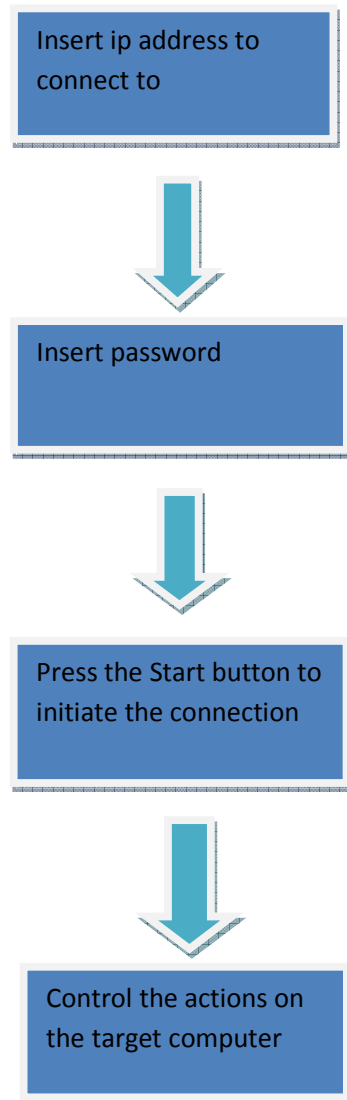 Insert ip address to
connect to
Insert password
Press the Start button to
initiate the connection
Control the actions on
the target computer